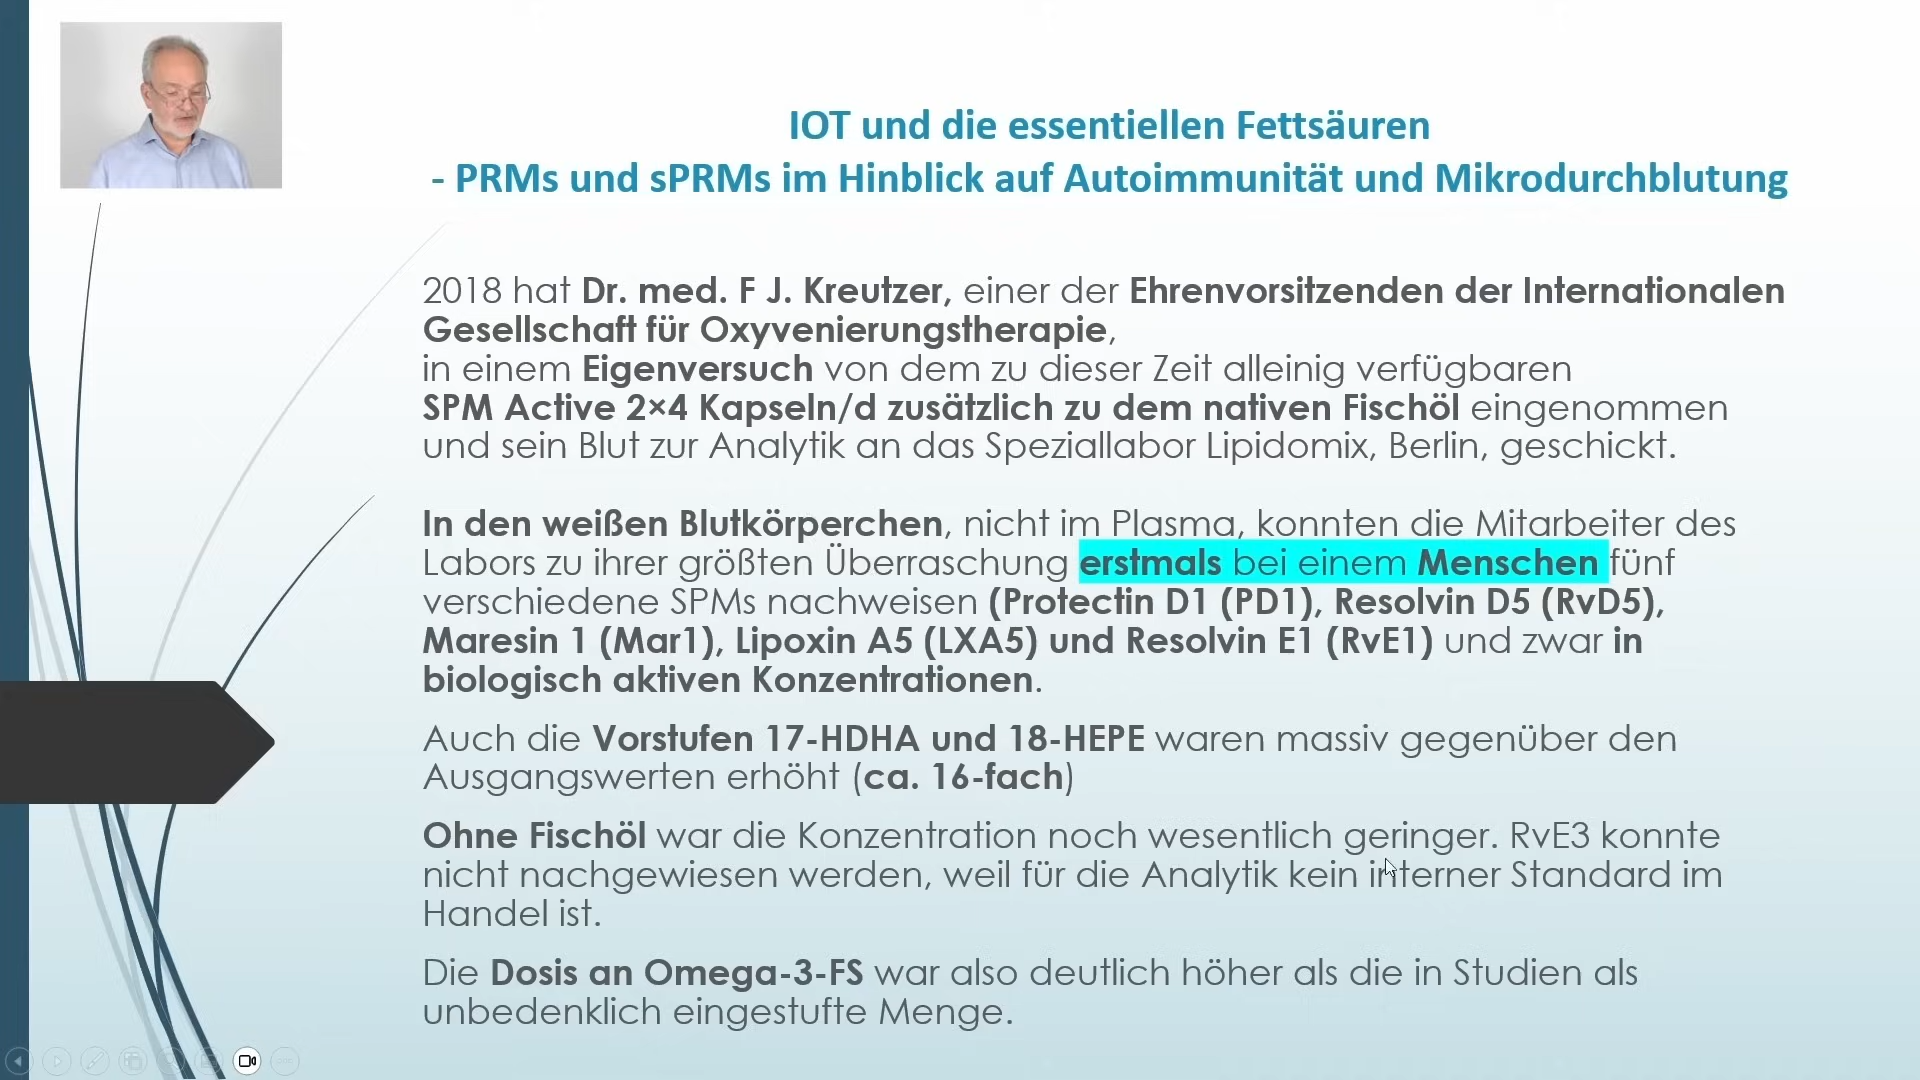 IOT und die essentiellen Fettsäuren
- PRMs und sPRMs im Hinblick auf Autoimmunität und Mikrodurchblutung
2018 hat Dr. med. F J. Kreutzer, einer der Ehrenvorsitzenden der Internationalen
Gesellschaft für Oxyvenierungstherapie,
in einem Eigenversuch von dem zu dieser Zeit alleinig verfügbaren
SPM Active 2×4 Kapseln/d zusätzlich zu dem nativen Fischöl eingenommen
und sein Blut zur Analytik an das Speziallabor Lipidomix, Berlin, geschickt.
In den weißen Blutkörperchen, nicht im Plasma, konnten die Mitarbeiter des
Labors zu ihrer größten Überraschung erstmals bei einem Menschen fünf
verschiedene SPMs nachweisen (Protectin D1 (PD1), Resolvin D5 (RvD5),
Maresin 1 (Mar1), Lipoxin A5 (LXA5) und Resolvin E1 (RvE1) und zwar in
biologisch aktiven Konzentrationen.
Auch die Vorstufen 17-HDHA und 18-HEPE waren massiv gegenüber den
Ausgangswerten erhöht (ca. 16-fach)
Ohne Fischöl war die Konzentration noch wesentlich geringer. RvE3 konnte
nicht nachgewiesen werden, weil für die Analytik kein interner Standard im
Handel ist.
Die Dosis an Omega-3-FS war also deutlich höher als die in Studien als
unbedenklich eingestufte Menge.